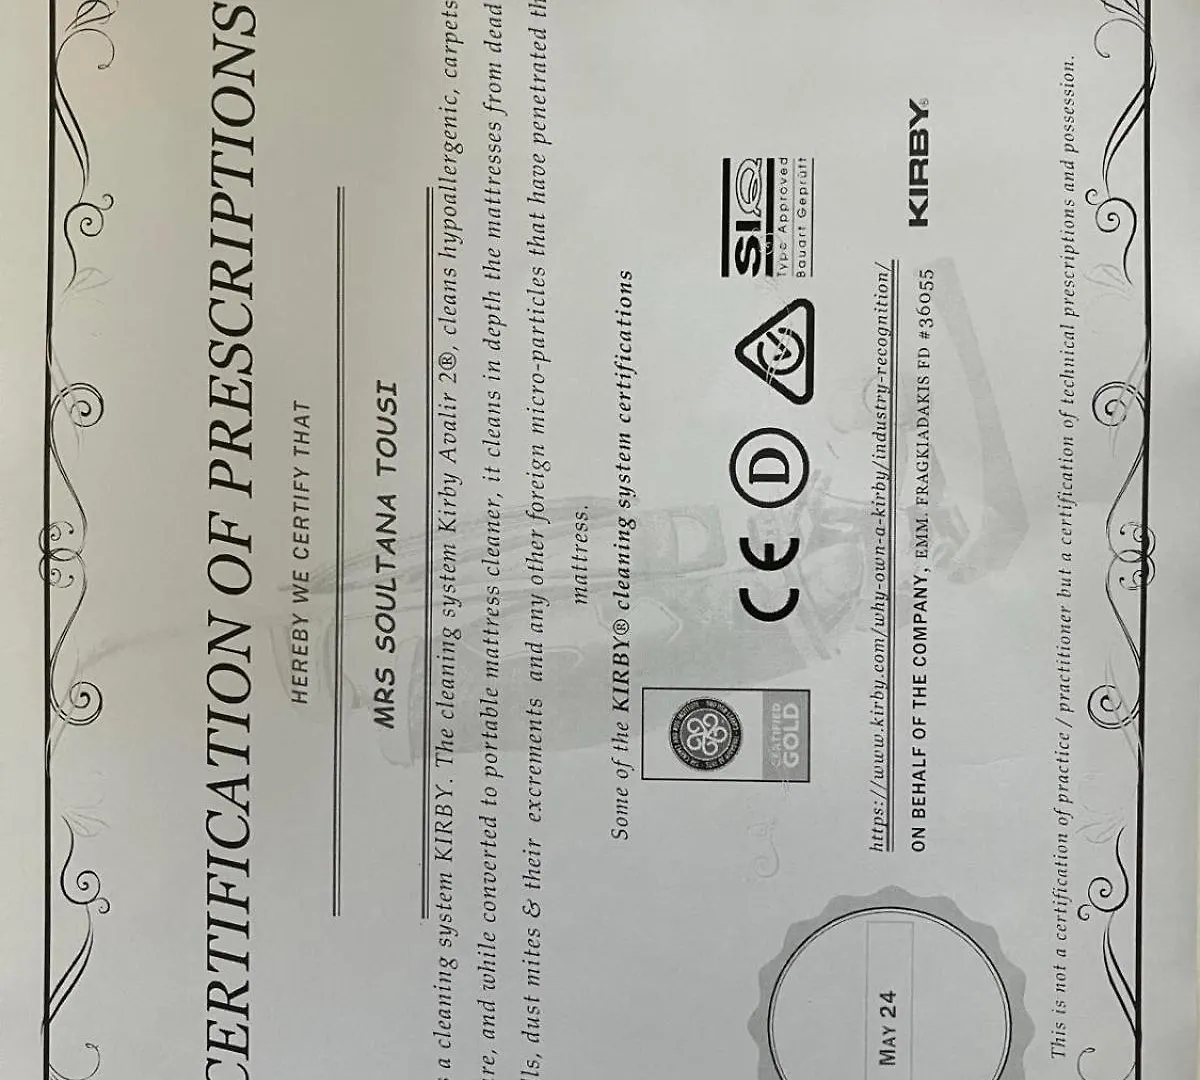 CERTIFICATION OF PRESCRIPTIONS
HEREBY WE CERTIFY THAT
MRS SOULTANA TOUSI
a cleaning system KIRBY. The cleaning system Kirby Avalir 2®, cleans hypoallergenic, carpets
re, and while converted to portable mattress cleaner, it cleans in depth the mattresses from dead
lls, dust mites & their excrements and any other foreign micro-particles that have penetrated th
mattress.
Some of the KIRBY® cleaning system certifications
CERTIFIED
GOLD
CE
D
SIQ
Type Approved
Bauart Geprüft
https://www.kirby.com/why-own-a-kirby/industry-recognition/
ON BEHALF OF THE COMPANY, EMM. FRAGKIADAKIS FD #36055
KIRBY®
MAY 24
This is not a certification of practice / practitioner but a certification of technical prescriptions and possession.